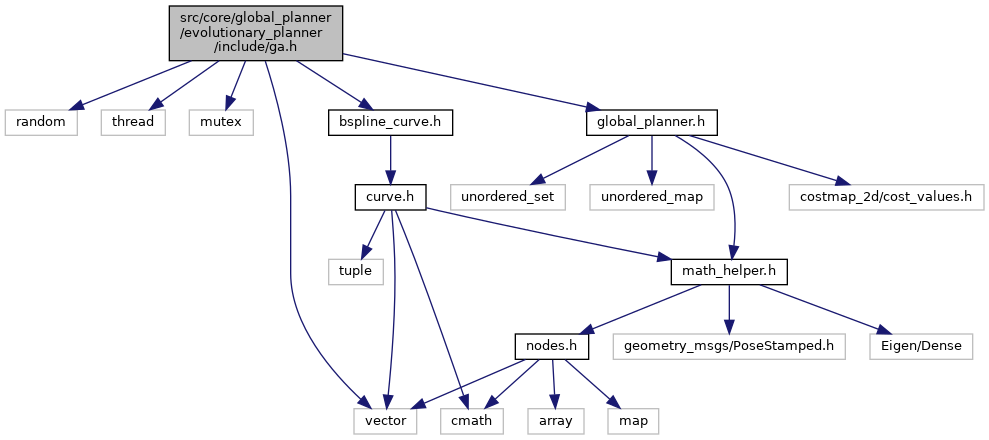 src/core/global_planner
/evolutionary_planner
/include/ga.h
random
thread
mutex
bspline_curve.h
global_planner.h
curve.h
unordered_set
unordered_map
costmap_2d/cost_values.h
tuple
math_helper.h
nodes.h
geometry_msgs/PoseStamped.h
Eigen/Dense
vector
cmath
array
map